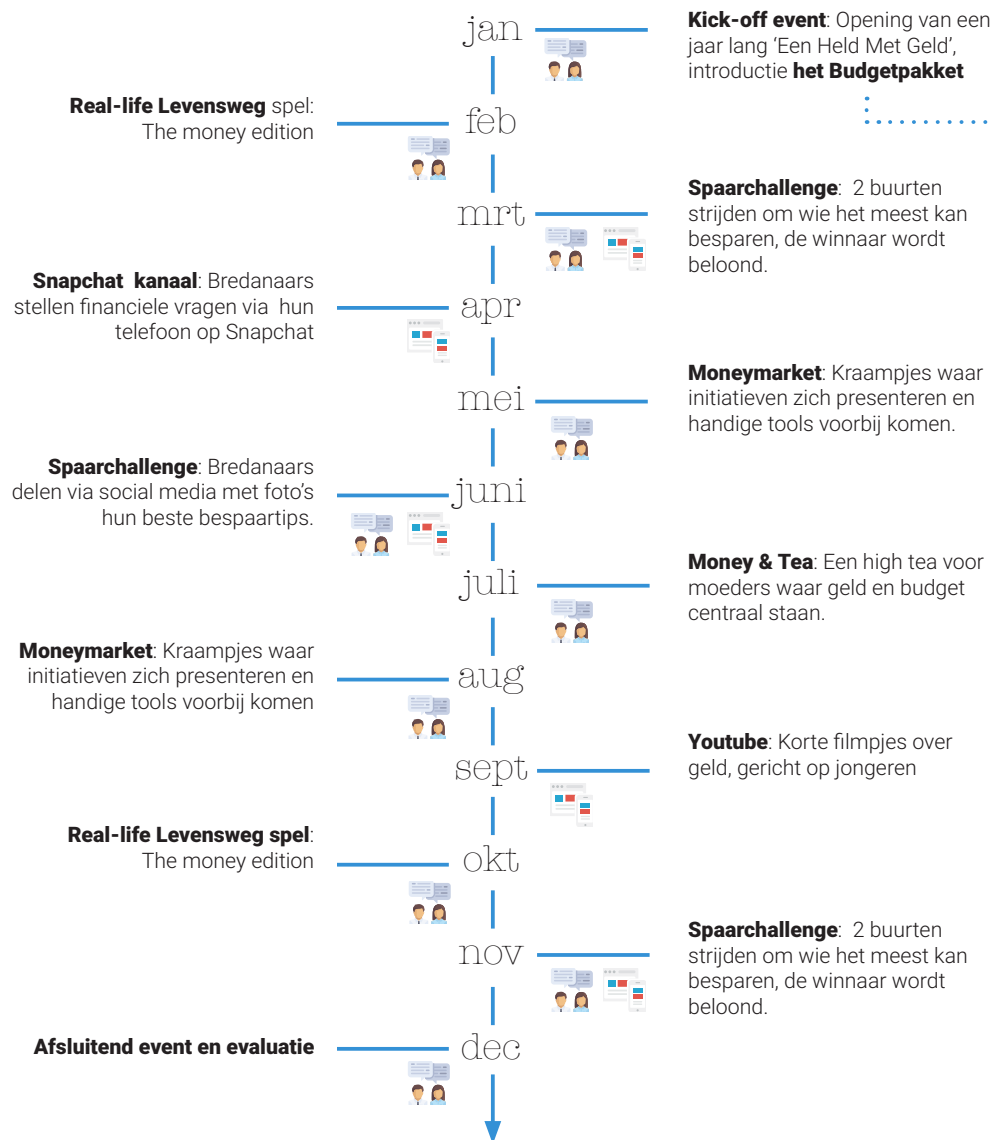 jan
Kick-off event: Opening van een
jaar lang ‘Een Held Met Geld’,
introductie het Budgetpakket
Real-life Levensweg spel:
The money edition
feb
mrt
Spaarchallenge:  2 buurten
strijden om wie het meest kan
besparen, de winnaar wordt
beloond.
Snapchat  kanaal: Bredanaars
stellen financiele vragen via  hun
telefoon op Snapchat
apr
mei
Moneymarket: Kraampjes waar
initiatieven zich presenteren en
handige tools voorbij komen.
Spaarchallenge: Bredanaars
delen via social media met foto’s
hun beste bespaartips.
juni
juli
Money & Tea: Een high tea voor
moeders waar geld en budget
centraal staan.
Moneymarket: Kraampjes waar
initiatieven zich presenteren en
handige tools voorbij komen
aug
sept
Youtube: Korte filmpjes over
geld, gericht op jongeren
Real-life Levensweg spel:
The money edition
okt
nov
Spaarchallenge:  2 buurten
strijden om wie het meest kan
besparen, de winnaar wordt
beloond.
Afsluitend event en evaluatie
dec